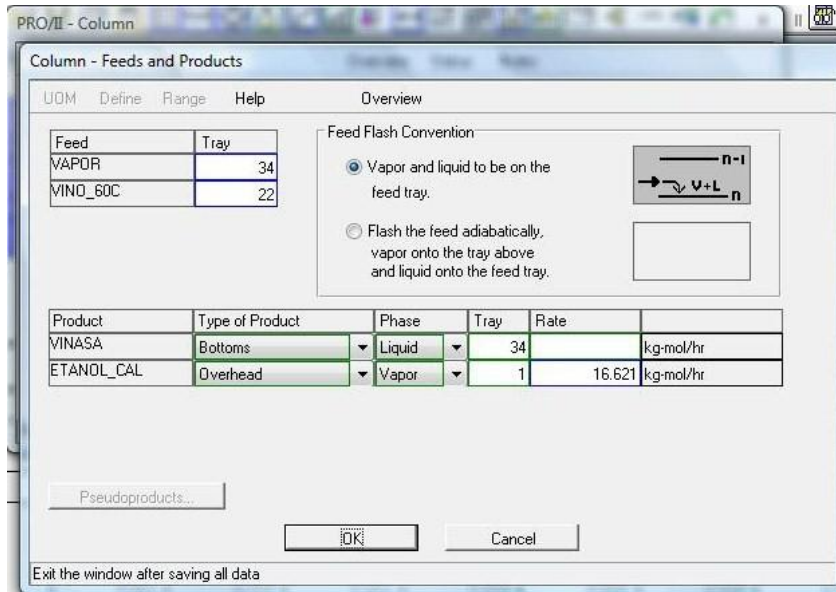 PRO/II - Column
Column - Feeds and Products
UOM Define Range Help Overview
Feed Tray
VAPOR 34
VINO_60C 22
Feed Flash Convention
Vapor and liquid to be on the
feed tray.
n-1
V+L
n
Flash the feed adiabatically,
vapor onto the tray above
and liquid onto the feed tray.
Product Type of Product Phase Tray Rate
VINASA Bottoms Liquid 34 kg-mol/hr
ETANOL_CAL Overhead Vapor 1 16.621 kg-mol/hr
Pseudoproducts...
OK Cancel
Exit the window after saving all data